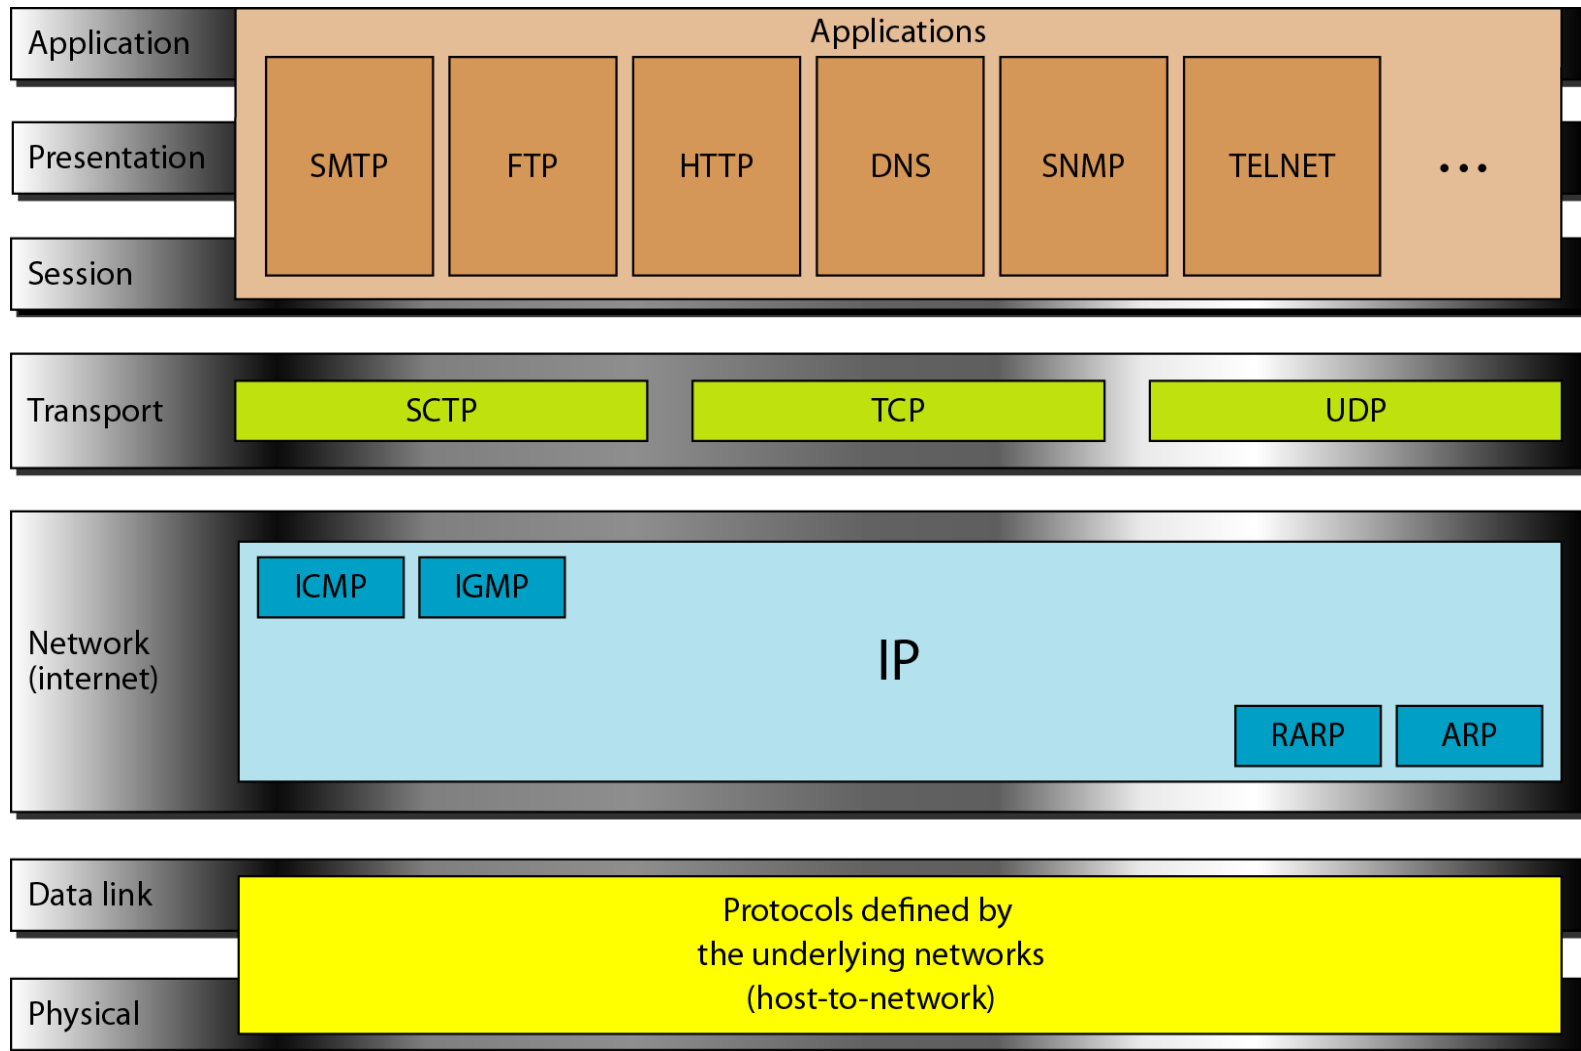 Application
Applications
SMTP
FTP
HTTP
DNS
SNMP
TELNET
...
Presentation
Session
Transport
SCTP
TCP
UDP
Network
(internet)
ICMP
IGMP
IP
RARP
ARP
Data link
Physical
Protocols defined by
the underlying networks
(host-to-network)